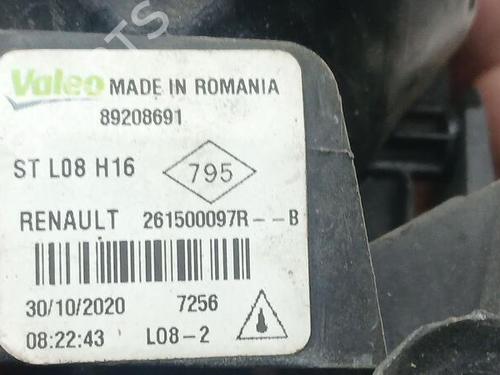 Valeo MADE IN ROMANIA
89208691
ST L08 H16 795
RENAULT 261500097R--B
30/10/2020 7256
08:22:43 L08-2